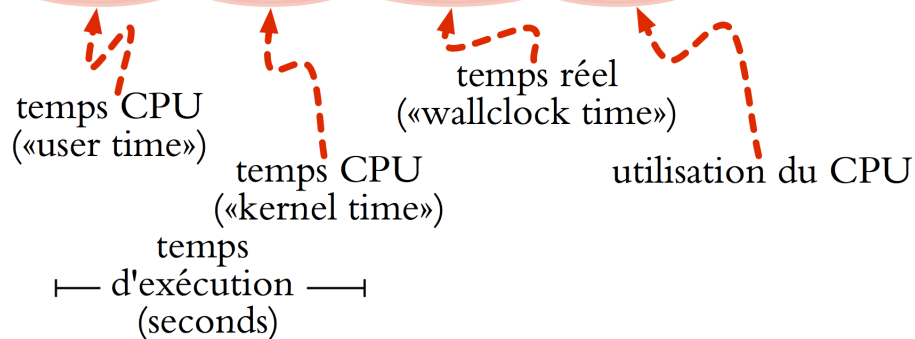 temps CPU
(«user time»)
temps CPU
(«kernel time»)
temps réel
(«wallclock time»)
utilisation du CPU
temps
d'exécution
(seconds)